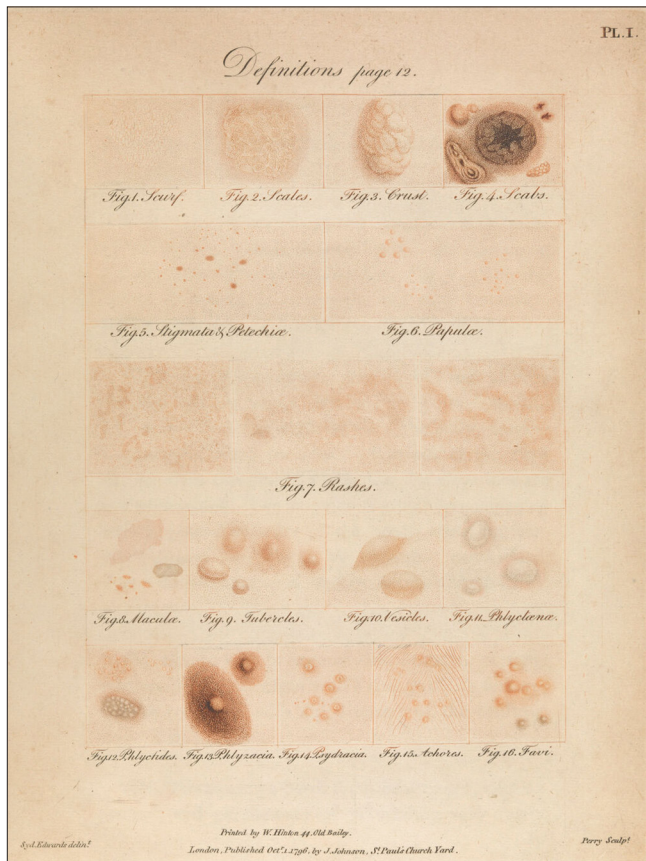 PL.I.
Definitions page 12.
Fig.1. Scurf. Fig.2. Scales. Fig.3. Crust. Fig.4. Scabs.
Fig.5. Stigmata & Petechiæ. Fig.6. Papulæ.
Fig.7. Rashes.
Fig.8. Maculæ. Fig.9. Tubercles. Fig.10. Vesicles. Fig.11. Phlyctænæ.
Fig.12. Phlyctides. Fig.13. Phlyzacia. Fig.14. Psydracia. Fig.15. Achores. Fig.16. Favi.
Printed by W. Hinton 44, Old Bailey.
Syd. Edwards delint. London, Published Octr. 1. 1796, by J. Johnson, St. Paul's Church Yard. Perry Sculpt.